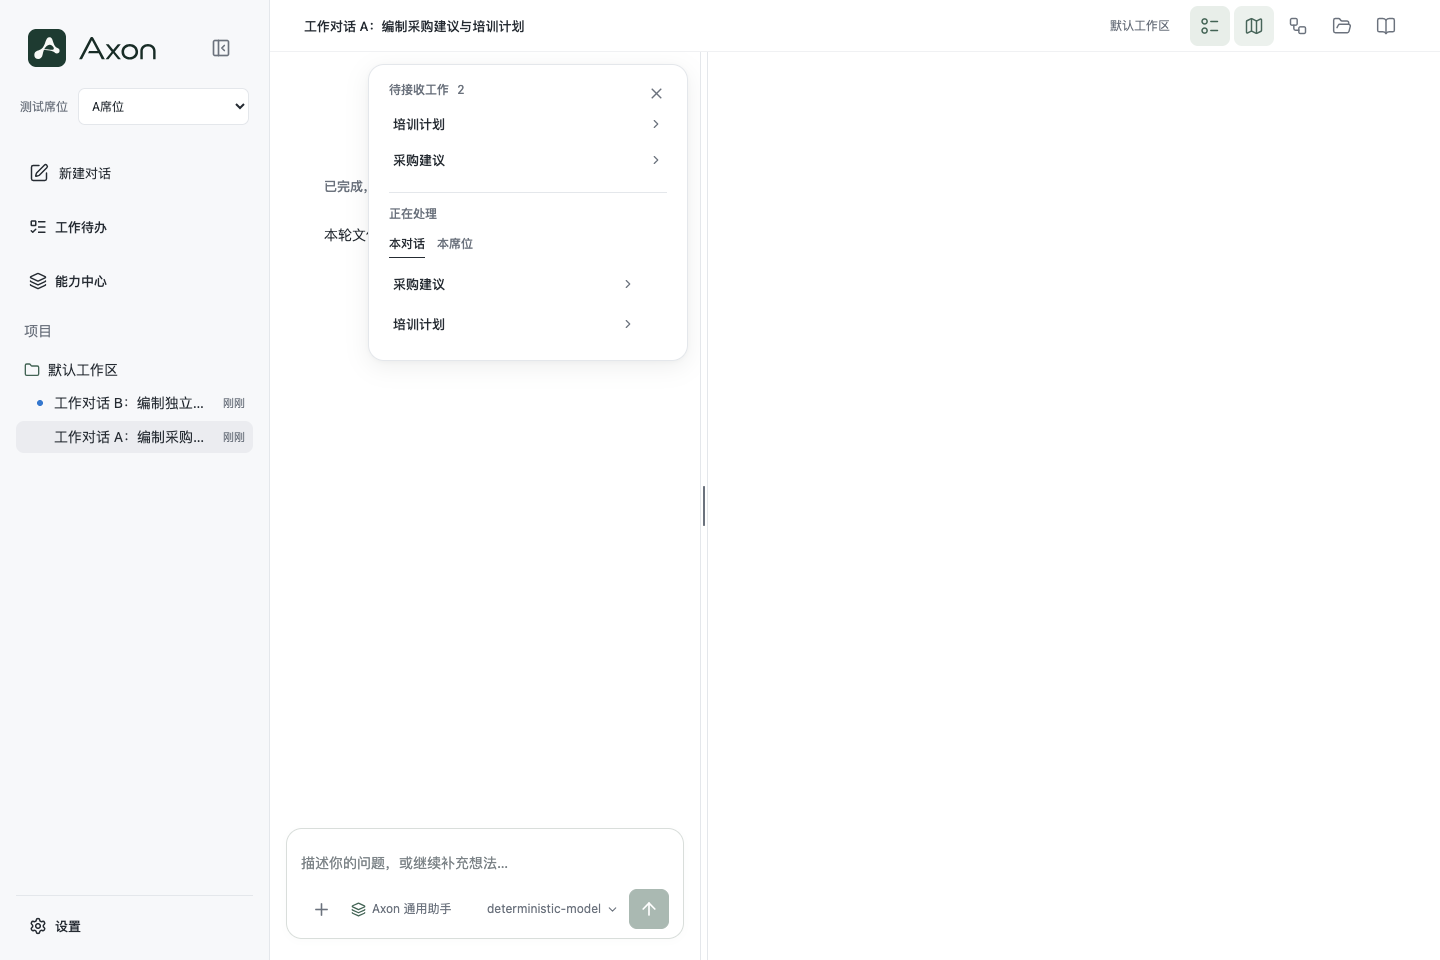 Axon
测试席位
A席位
新建对话
工作待办
能力中心
项目
默认工作区
工作对话 B：编制独立... 刚刚
工作对话 A：编制采购... 刚刚
设置
工作对话 A：编制采购建议与培训计划
默认工作区
待接收工作 2
培训计划
采购建议
正在处理
本对话 本席位
采购建议
培训计划
已完成，
本轮文
描述你的问题，或继续补充想法...
Axon 通用助手
deterministic-model